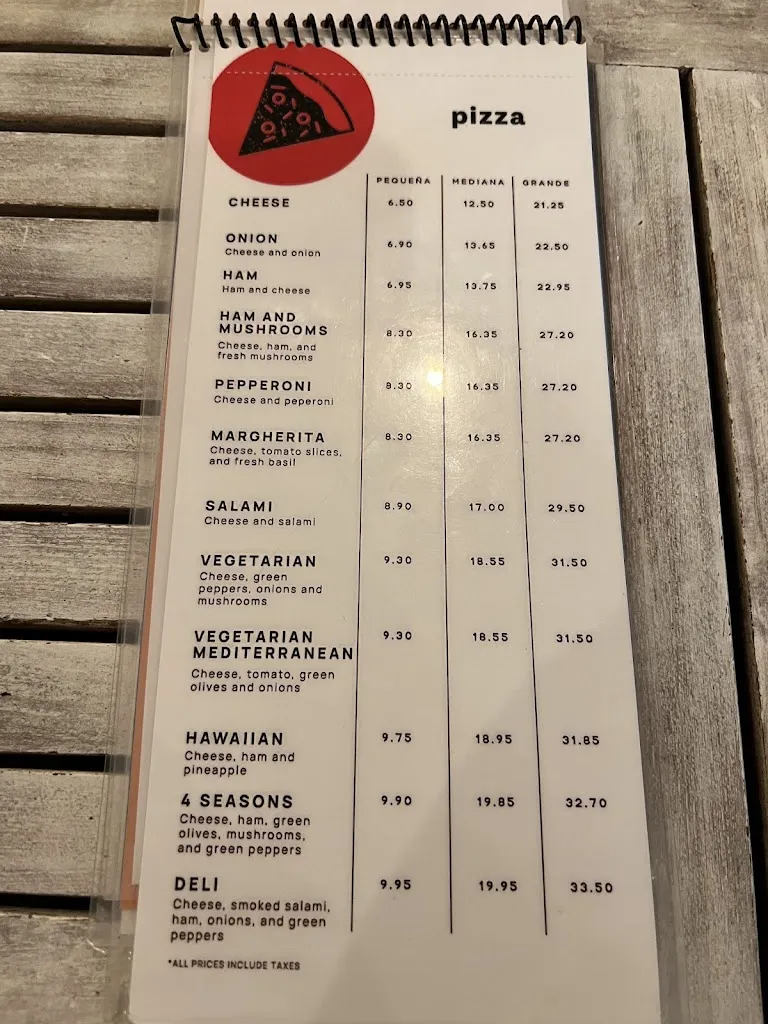 pizza
PEQUEÑA MEDIANA GRANDE
CHEESE 6.50 12.50 21.25
ONION 6.90 13.65 22.50
Cheese and onion
HAM 6.95 13.75 22.95
Ham and cheese
HAM AND
MUSHROOMS 8.30 16.35 27.20
Cheese, ham, and
fresh mushrooms
PEPPERONI 8.30 16.35 27.20
Cheese and peperoni
MARGHERITA 8.30 16.35 27.20
Cheese, tomato slices,
and fresh basil
SALAMI 8.90 17.00 29.50
Cheese and salami
VEGETARIAN 9.30 18.55 31.50
Cheese, green
peppers, onions and
mushrooms
VEGETARIAN 9.30 18.55 31.50
MEDITERRANEAN
Cheese, tomato, green
olives and onions
HAWAIIAN 9.75 18.95 31.85
Cheese, ham and
pineapple
4 SEASONS 9.90 19.85 32.70
Cheese, ham, green
olives, mushrooms,
and green peppers
DELI 9.95 19.95 33.50
Cheese, smoked salami,
ham, onions, and green
peppers
*ALL PRICES INCLUDE TAXES